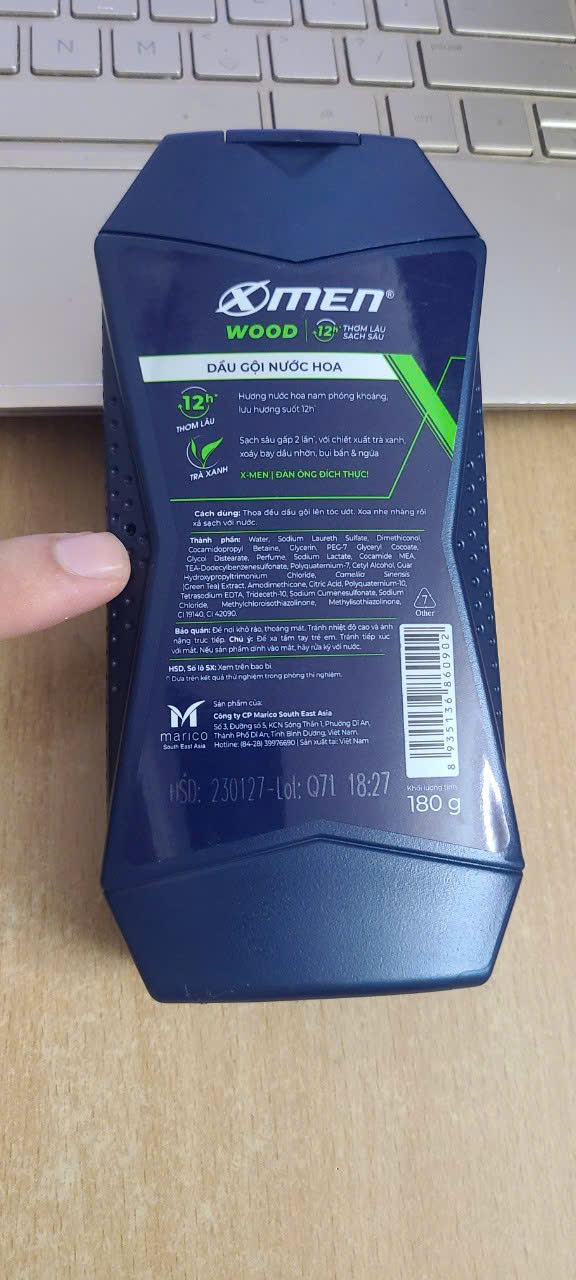 N M
pause
ctrl
X-MEN®
WOOD | 12h* THƠM LÂU
SẠCH SÂU
DẦU GỘI NƯỚC HOA
12h*
THƠM LÂU
Hương nước hoa nam phóng khoáng,
lưu hương suốt 12h*
TRÀ XANH
Sạch sâu gấp 2 lần*, với chiết xuất trà xanh,
xoáy bay dầu nhờn, bụi bẩn & ngứa
X-MEN | ĐÀN ÔNG ĐÍCH THỰC!
Cách dùng: Thoa đều dầu gội lên tóc ướt. Xoa nhẹ nhàng rồi
xả sạch với nước.
Thành phần: Water, Sodium Laureth Sulfate, Dimethiconol,
Cocamidopropyl Betaine, Glycerin, PEG-7 Glyceryl Cocoate,
Glycol Distearate, Perfume, Sodium Lactate, Cocamide MEA,
TEA-Dodecylbenzenesulfonate, Polyquaternium-7, Cetyl Alcohol, Guar
Hydroxypropyltrimonium Chloride, Camellia Sinensis
(Green Tea) Extract, Amodimethicone, Citric Acid, Polyquaternium-10,
Tetrasodium EDTA, Trideceth-10, Sodium Cumenesulfonate, Sodium
Chloride, Methylchloroisothiazolinone, Methylisothiazolinone,
CI 19140, CI 42090.
7
Other
Bảo quản: Để nơi khô ráo, thoáng mát. Tránh nhiệt độ cao và ánh
nắng trực tiếp. Chú ý: Để xa tầm tay trẻ em. Tránh tiếp xúc
với mắt. Nếu sản phẩm dính vào mắt, hãy rửa kỹ với nước.
HSD, Số lô SX: Xem trên bao bì.
(*) Dựa trên kết quả thử nghiệm trong phòng thí nghiệm.
marico
South East Asia
Sản phẩm của:
Công ty CP Marico South East Asia
Số 3, Đường số 5, KCN Sóng Thần 1, Phường Dĩ An,
Thành Phố Dĩ An, Tỉnh Bình Dương, Việt Nam.
Hotline: (84-28) 39976690 | Sản xuất tại: Việt Nam
8 935136 860902
Khối lượng tịnh
180 g
HSD: 230127-Lot: Q71 18:27